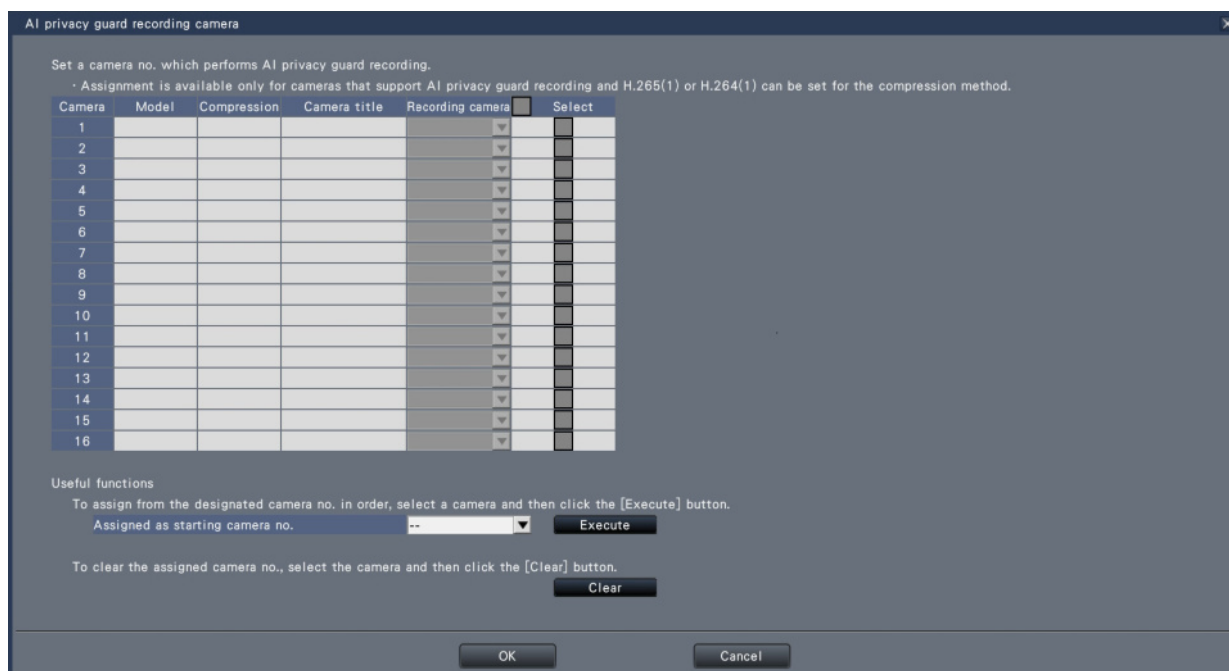 AI privacy guard recording camera
Set a camera no. which performs AI privacy guard recording.
· Assignment is available only for cameras that support AI privacy guard recording and H.265(1) or H.264(1) can be set for the compression method.
Camera Model Compression Camera title Recording camera Select
1
2
3
4
5
6
7
8
9
10
11
12
13
14
15
16
Useful functions
To assign from the designated camera no. in order, select a camera and then click the [Execute] button.
Assigned as starting camera no. -- Execute
To clear the assigned camera no., select the camera and then click the [Clear] button.
Clear
OK Cancel